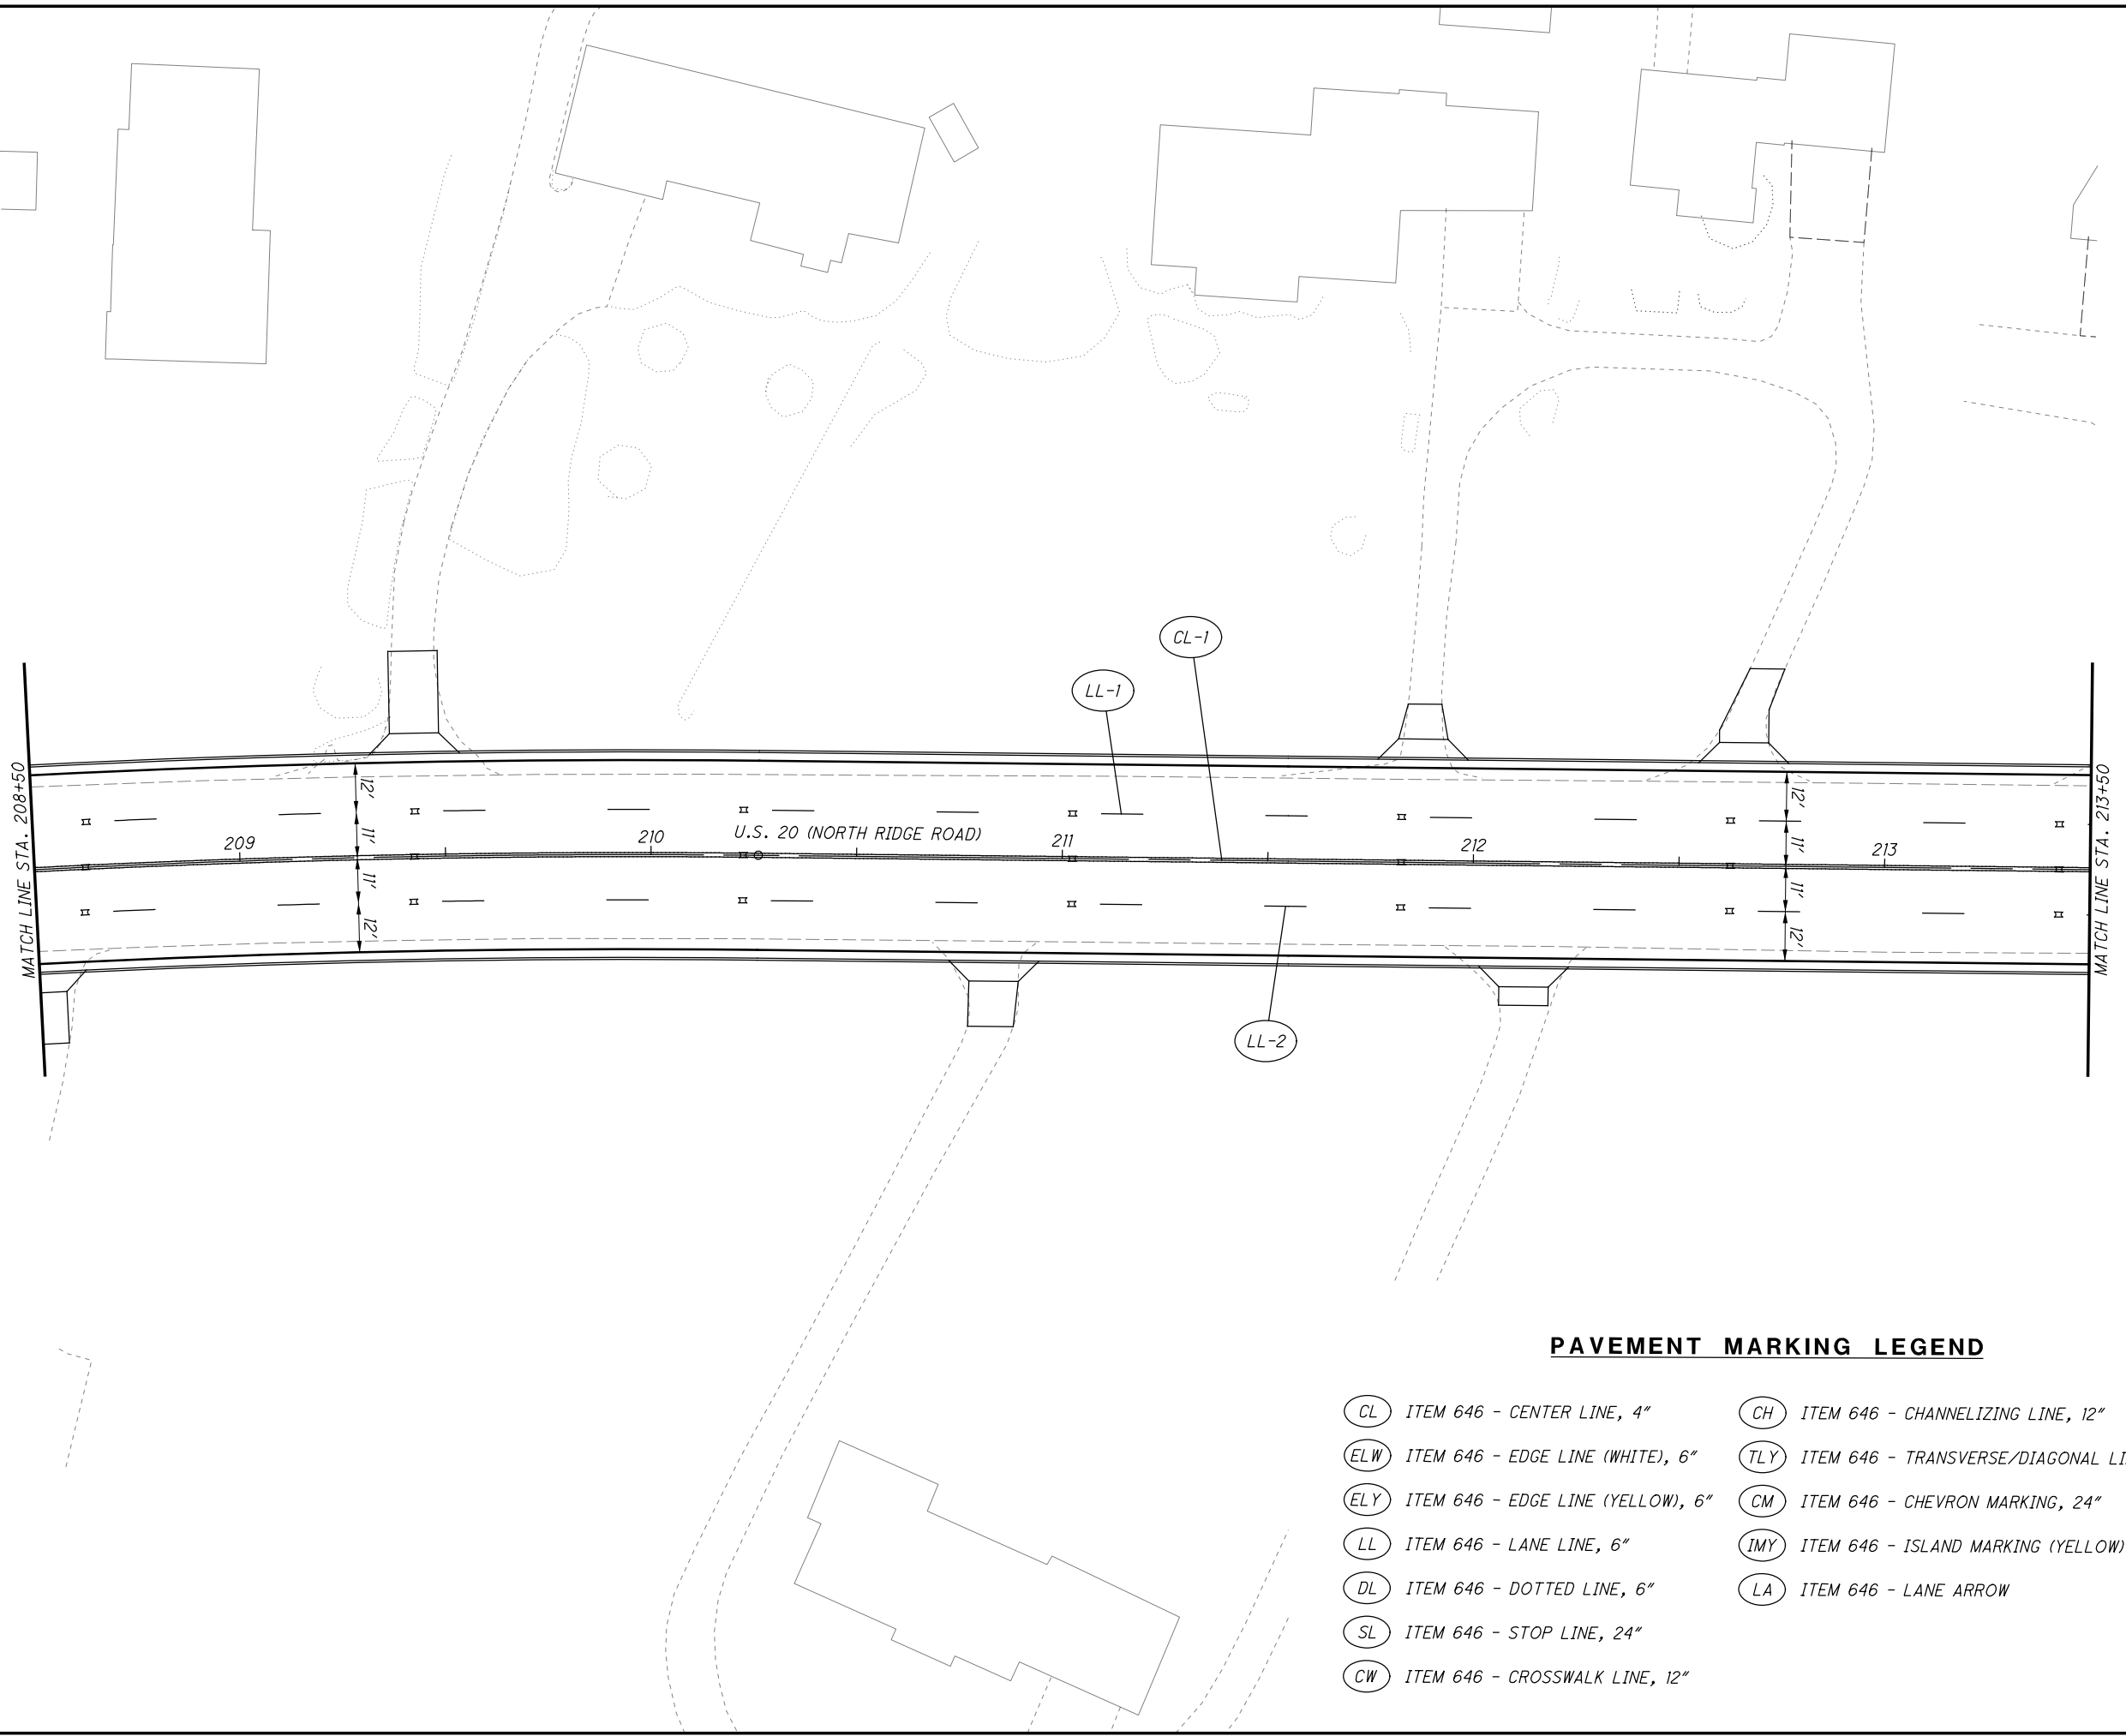 CL-1
LL-1
MATCH LINE STA. 208+50
MATCH LINE STA. 213+50
12'
12'
11'
11'
U.S. 20 (NORTH RIDGE ROAD)
209
210
211
212
213
11'
11'
12'
12'
LL-2
PAVEMENT MARKING LEGEND
CL ITEM 646 - CENTER LINE, 4"
ELW ITEM 646 - EDGE LINE (WHITE), 6"
ELY ITEM 646 - EDGE LINE (YELLOW), 6"
LL ITEM 646 - LANE LINE, 6"
DL ITEM 646 - DOTTED LINE, 6"
SL ITEM 646 - STOP LINE, 24"
CW ITEM 646 - CROSSWALK LINE, 12"
CH ITEM 646 - CHANNELIZING LINE, 12"
TLY ITEM 646 - TRANSVERSE/DIAGONAL
CM ITEM 646 - CHEVRON MARKING, 24"
IMY ITEM 646 - ISLAND MARKING (YELLOW)
LA ITEM 646 - LANE ARROW